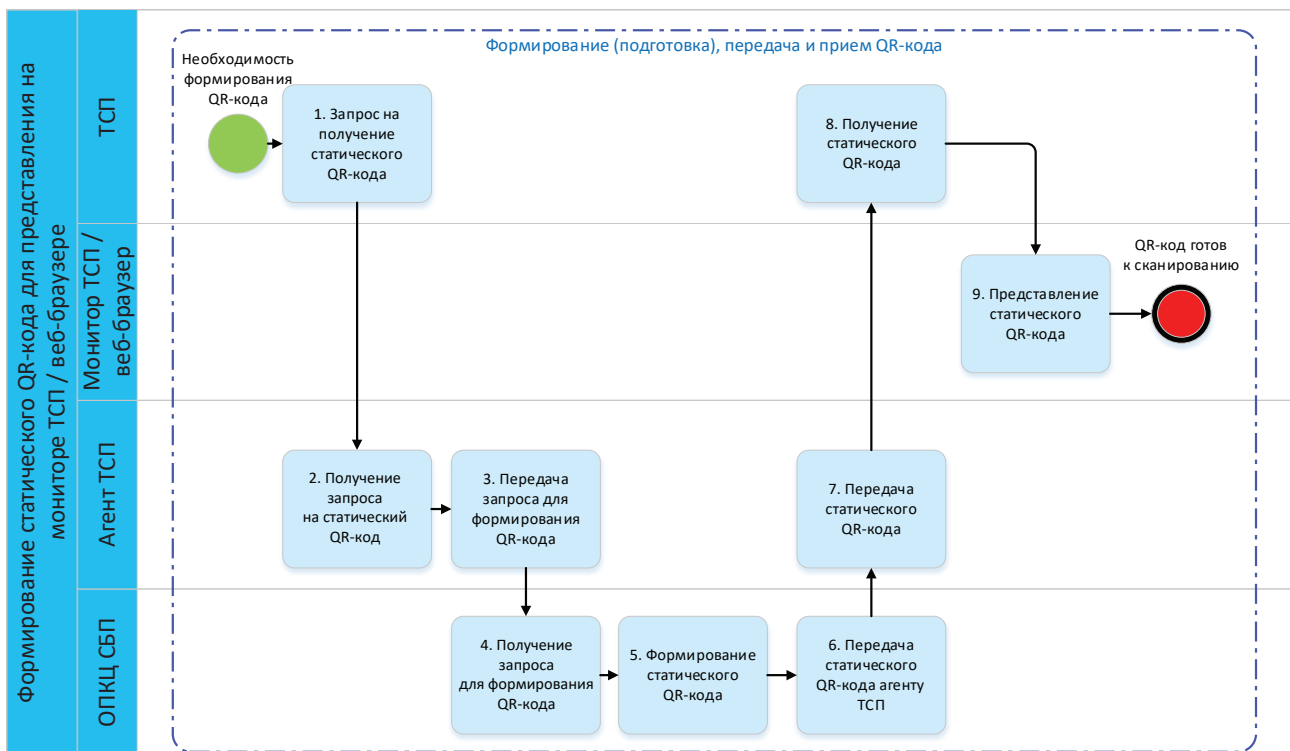 Формирование статического QR-кода для представления на
мониторе ТСП / веб-браузере
ТСП
Монитор ТСП /
веб-браузер
Агент ТСП
ОПКЦ СБП
Формирование (подготовка), передача и прием QR-кода
Необходимость
формирования
QR-кода
1. Запрос на
получение
статического
QR-кода
2. Получение
запроса
на статический
QR-код
3. Передача
запроса для
формирования
QR-кода
4. Получение
запроса
для формирования
QR-кода
5. Формирование
статического
QR-кода
6. Передача
статического
QR-кода агенту
ТСП
7. Передача
статического
QR-кода
8. Получение
статического
QR-кода
9. Представление
статического
QR-кода
QR-код готов
к сканированию